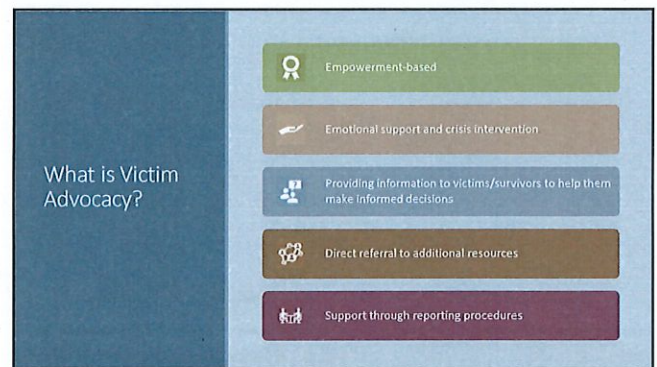 What is Victim
Advocacy?
Empowerment-based
Emotional support and crisis intervention
Providing information to victims/survivors to help them
make informed decisions
Direct referral to additional resources
Support through reporting procedures